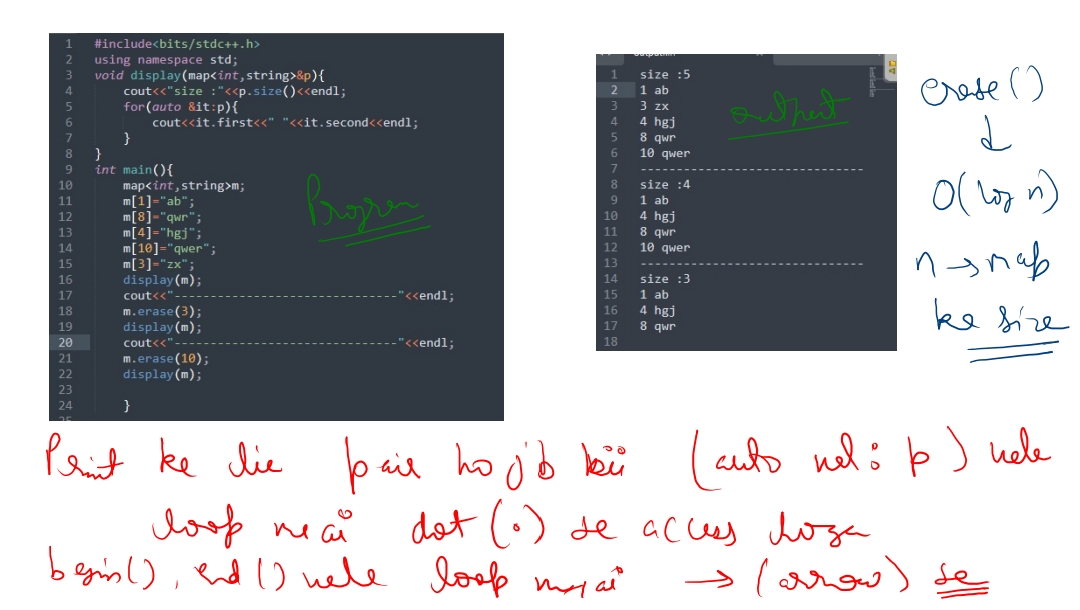 1 #include<bits/stdc++.h>
2 using namespace std;
3 void display(map<int,string>&p){
4 cout<<"size :"<<p.size()<<endl;
5 for(auto &it:p){
6 cout<<it.first<<" "<<it.second<<endl;
7 }
8 }
9 int main(){
10 map<int,string>m;
11 m[1]="ab";
12 m[8]="qwr";
13 m[4]="hgj";
14 m[10]="qwer";
15 m[3]="zx";
16 display(m);
17 cout<<"-------------------------------"<<endl;
18 m.erase(3);
19 display(m);
20 cout<<"-------------------------------"<<endl;
21 m.erase(10);
22 display(m);
23
24 }
25
Program
1 size :5
2 1 ab
3 3 zx
4 4 hgj
5 8 qwr
6 10 qwer
7 -------------------------------
8 size :4
9 1 ab
10 4 hgj
11 8 qwr
12 10 qwer
13 -------------------------------
14 size :3
15 1 ab
16 4 hgj
17 8 qwr
18
output
erase()
↓
O(log n)
n → map
ke size
Print ke lie pair ho jb bii (auto val : p) vele
loop mai dot (.) se access hoga
begin(), end() vele loop mai → (arrow) se